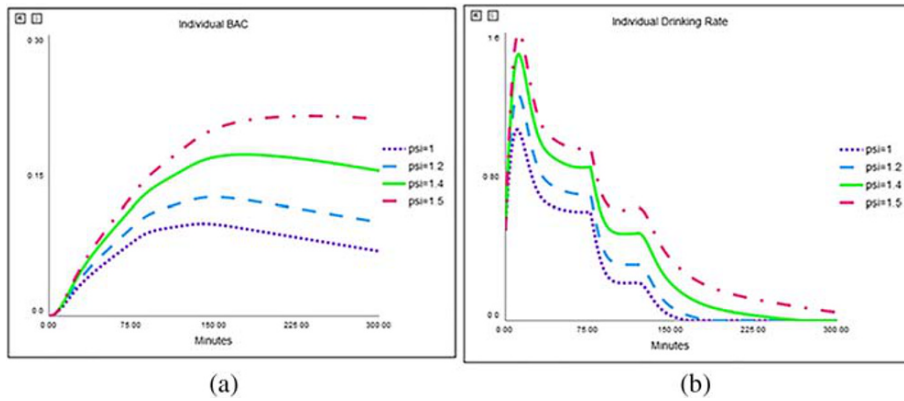 Individual BAC
0.30
0.15
0.0
0.00 75.00 150.00 225.00 300.00
Minutes
psi=1
psi=1.2
psi=1.4
psi=1.5
(a)
Individual Drinking Rate
1.6
0.80
0.0
0.00 75.00 150.00 225.00 300.00
Minutes
psi=1
psi=1.2
psi=1.4
psi=1.5
(b)